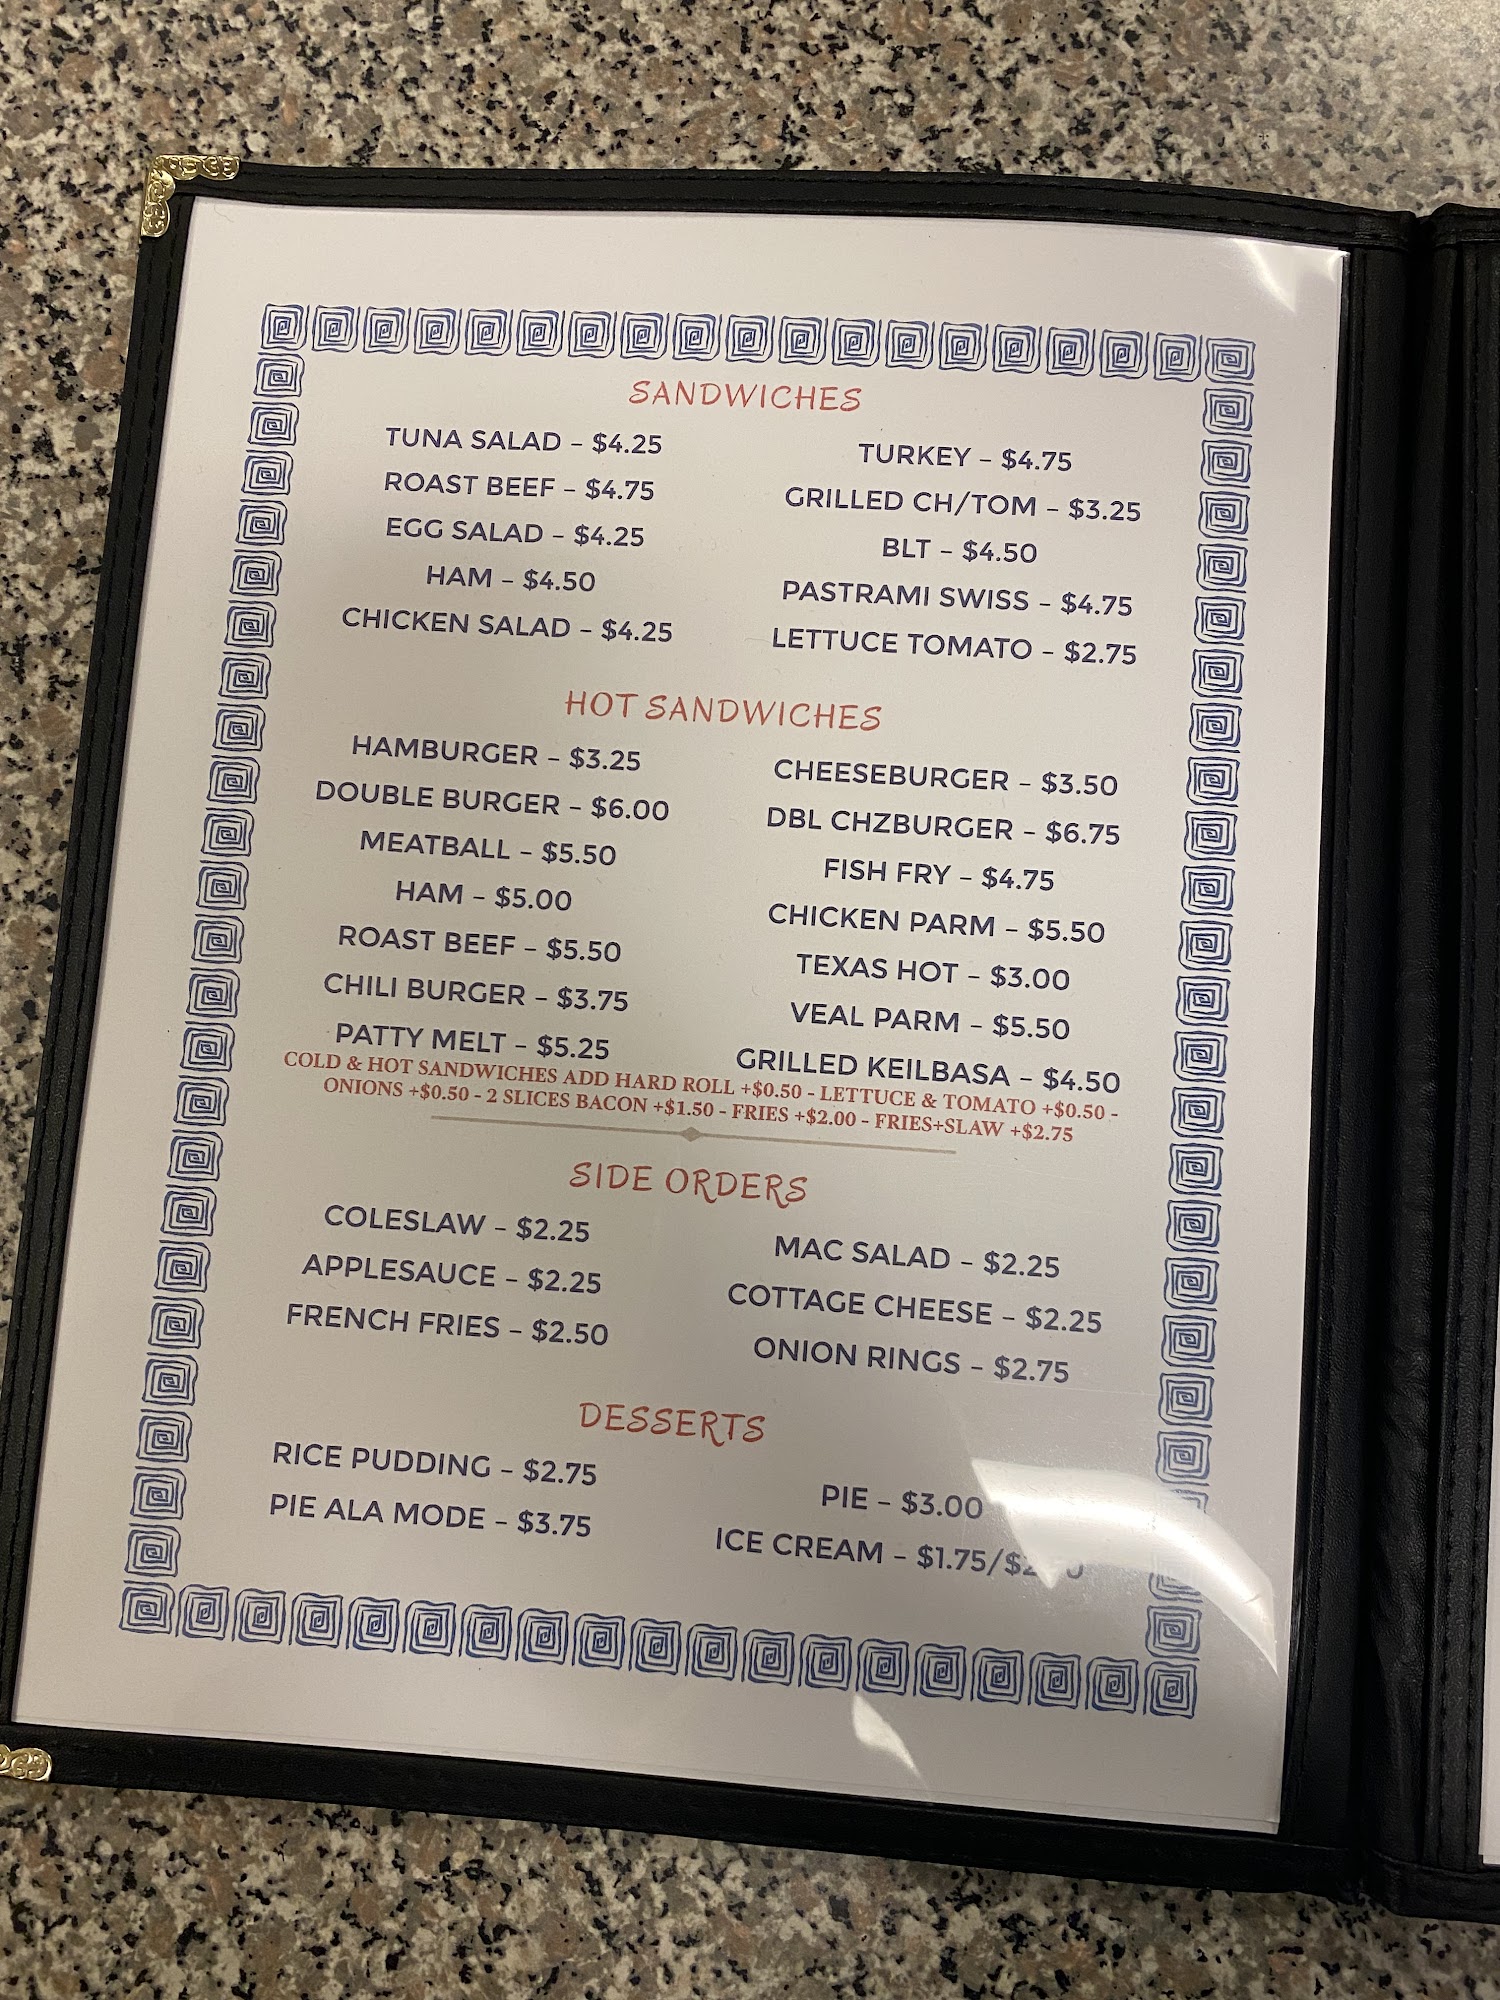 SANDWICHES
TUNA SALAD – $4.25
ROAST BEEF – $4.75
EGG SALAD – $4.25
HAM – $4.50
CHICKEN SALAD – $4.25
TURKEY – $4.75
GRILLED CH/TOM – $3.25
BLT – $4.50
PASTRAMI SWISS – $4.75
LETTUCE TOMATO – $2.75
HOT SANDWICHES
HAMBURGER – $3.25
DOUBLE BURGER – $6.00
MEATBALL – $5.50
HAM – $5.00
ROAST BEEF – $5.50
CHILI BURGER – $3.75
PATTY MELT – $5.25
CHEESEBURGER – $3.50
DBL CHZBURGER – $6.75
FISH FRY – $4.75
CHICKEN PARM – $5.50
TEXAS HOT – $3.00
VEAL PARM – $5.50
GRILLED KEILBASA – $4.50
COLD & HOT SANDWICHES ADD HARD ROLL +$0.50 - LETTUCE & TOMATO +$0.50 -
ONIONS +$0.50 - 2 SLICES BACON +$1.50 - FRIES +$2.00 - FRIES+SLAW +$2.75
SIDE ORDERS
COLESLAW – $2.25
APPLESAUCE – $2.25
FRENCH FRIES – $2.50
MAC SALAD – $2.25
COTTAGE CHEESE – $2.25
ONION RINGS – $2.75
DESSERTS
RICE PUDDING – $2.75
PIE ALA MODE – $3.75
PIE – $3.00
ICE CREAM – $1.75/